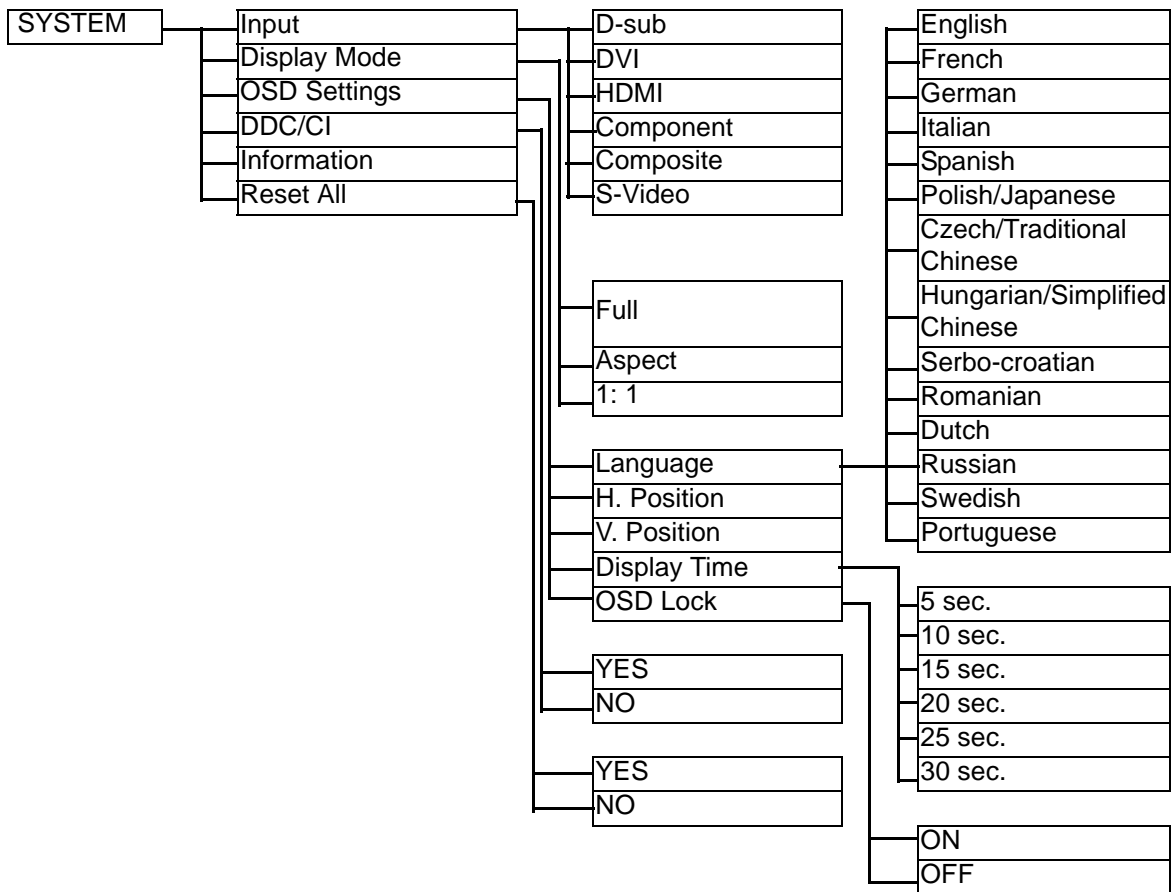 SYSTEM
Input
Display Mode
OSD Settings
DDC/CI
Information
Reset All
D-sub
DVI
HDMI
Component
Composite
S-Video
Full
Aspect
1: 1
Language
H. Position
V. Position
Display Time
OSD Lock
YES
NO
YES
NO
English
French
German
Italian
Spanish
Polish/Japanese
Czech/Traditional
Chinese
Hungarian/Simplified
Chinese
Serbo-croatian
Romanian
Dutch
Russian
Swedish
Portuguese
5 sec.
10 sec.
15 sec.
20 sec.
25 sec.
30 sec.
ON
OFF